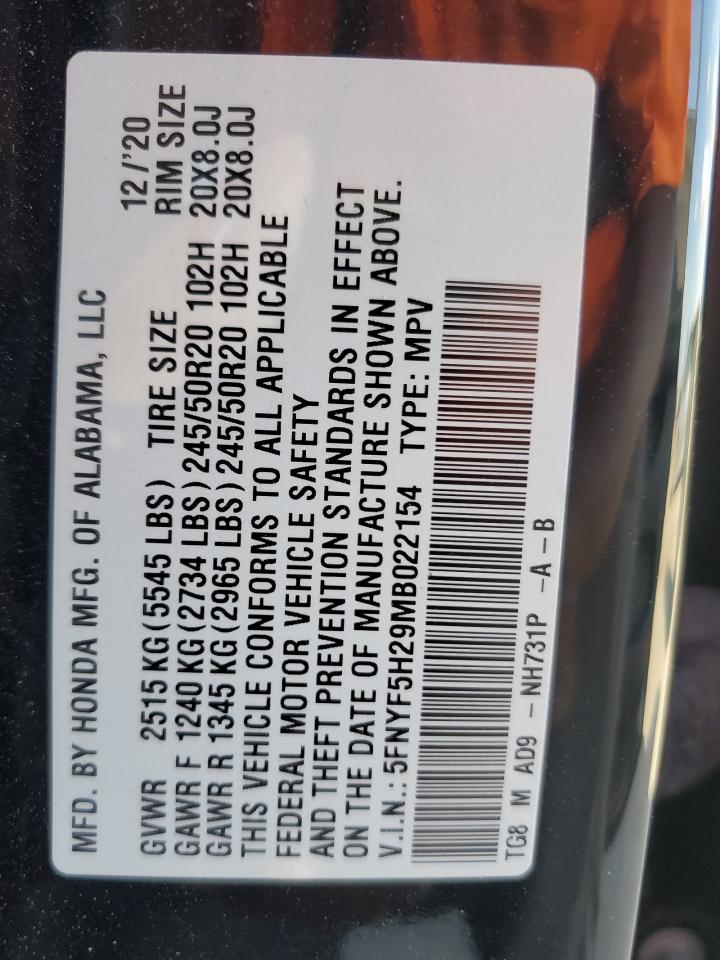 MFD. BY HONDA MFG. OF ALABAMA, LLC 12/'20
GVWR 2515 KG(5545 LBS) TIRE SIZE RIM SIZE
GAWR F 1240 KG(2734 LBS)245/50R20 102H 20X8.0J
GAWR R 1345 KG(2965 LBS)245/50R20 102H 20X8.0J
THIS VEHICLE CONFORMS TO ALL APPLICABLE
FEDERAL MOTOR VEHICLE SAFETY
AND THEFT PREVENTION STANDARDS IN EFFECT
ON THE DATE OF MANUFACTURE SHOWN ABOVE.
V.I.N.: 5FNYF5H29MB022154 TYPE: MPV
TG8 M AD9 -NH731P -A-B